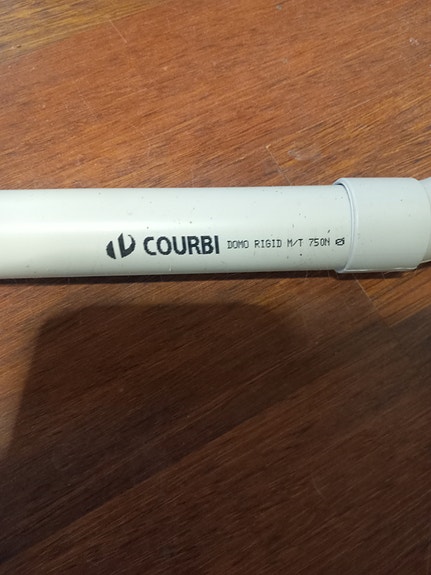 COURBI DOMO RIGID M/T 750N Ø